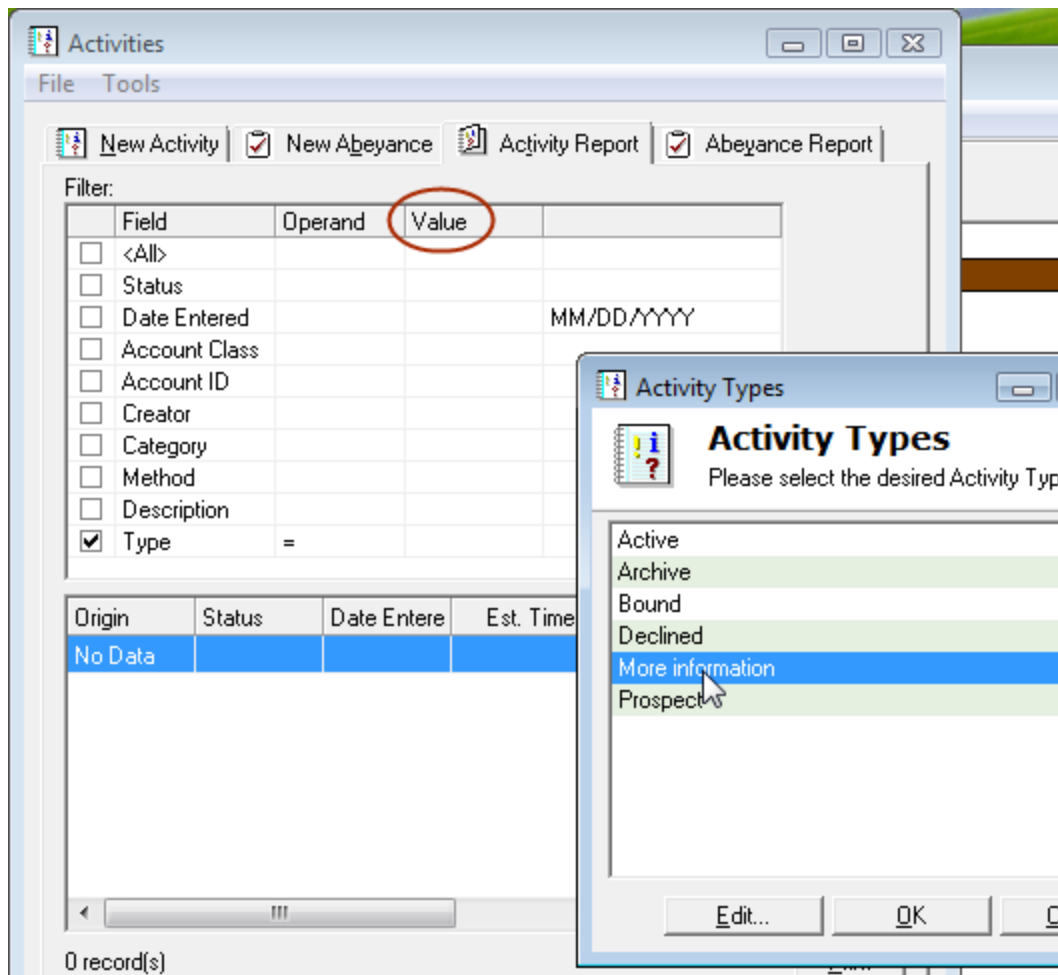 Activities
File Tools
New Activity New Abeyance Activity Report Abeyance Report
Filter:
Field Operand Value
<All>
Status
Date Entered MM/DD/YYYY
Account Class
Account ID
Creator
Category
Method
Description
Type =
Origin Status Date Entere Est. Time
No Data
0 record(s)
Activity Types
Activity Types
Please select the desired Activity Typ
Active
Archive
Bound
Declined
More information
Prospect
Edit... OK